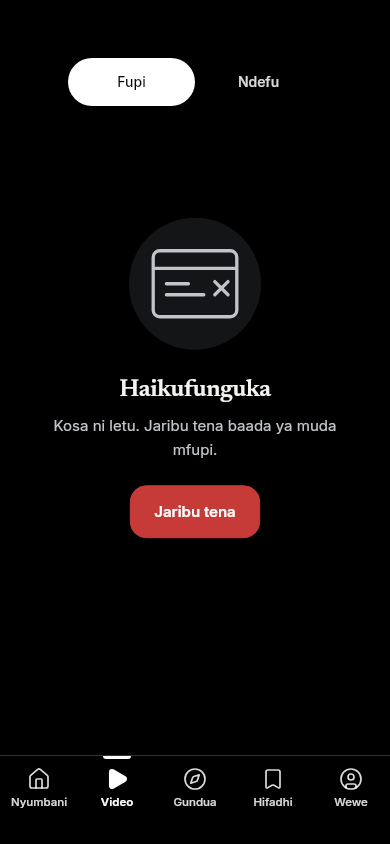 Fupi
Ndefu
Haikufunguka
Kosa ni letu. Jaribu tena baada ya muda
mfupi.
Jaribu tena
Nyumbani
Video
Gundua
Hifadhi
Wewe